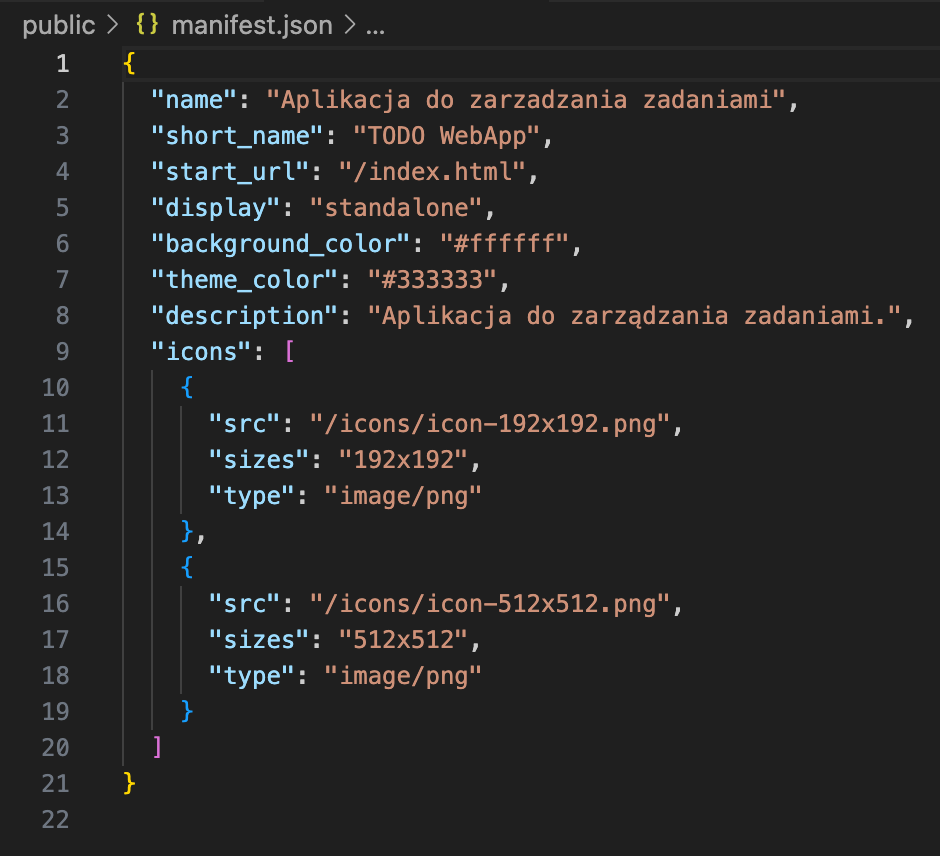 public > {} manifest.json > ...
1 {
2 "name": "Aplikacja do zarzadzania zadaniami",
3 "short_name": "TODO WebApp",
4 "start_url": "/index.html",
5 "display": "standalone",
6 "background_color": "#ffffff",
7 "theme_color": "#333333",
8 "description": "Aplikacja do zarządzania zadaniami.",
9 "icons": [
10 {
11 "src": "/icons/icon-192x192.png",
12 "sizes": "192x192",
13 "type": "image/png"
14 },
15 {
16 "src": "/icons/icon-512x512.png",
17 "sizes": "512x512",
18 "type": "image/png"
19 }
20 ]
21 }
22